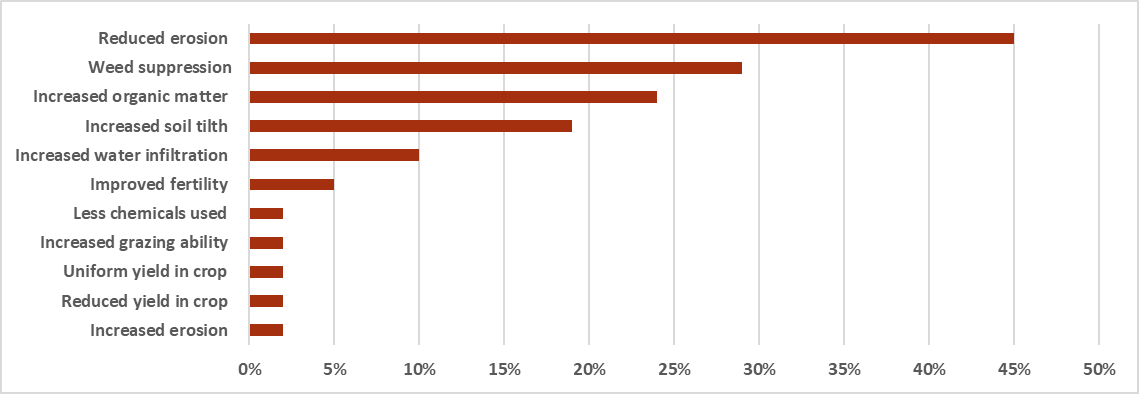 Reduced erosion
Weed suppression
Increased organic matter
Increased soil tilth
Increased water infiltration
Improved fertility
Less chemicals used
Increased grazing ability
Uniform yield in crop
Reduced yield in crop
Increased erosion
0% 5% 10% 15% 20% 25% 30% 35% 40% 45% 50%